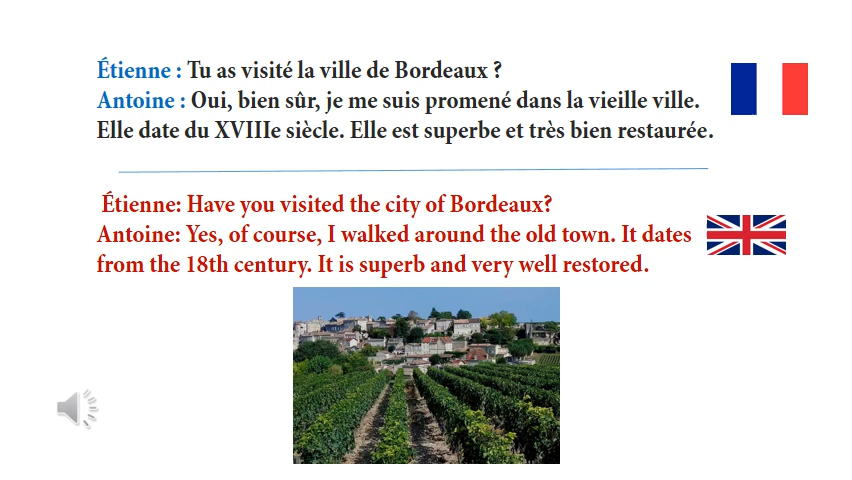 Étienne : Tu as visité la ville de Bordeaux ?
Antoine : Oui, bien sûr, je me suis promené dans la vieille ville.
Elle date du XVIIIe siècle. Elle est superbe et très bien restaurée.
Étienne: Have you visited the city of Bordeaux?
Antoine: Yes, of course, I walked around the old town. It dates
from the 18th century. It is superb and very well restored.